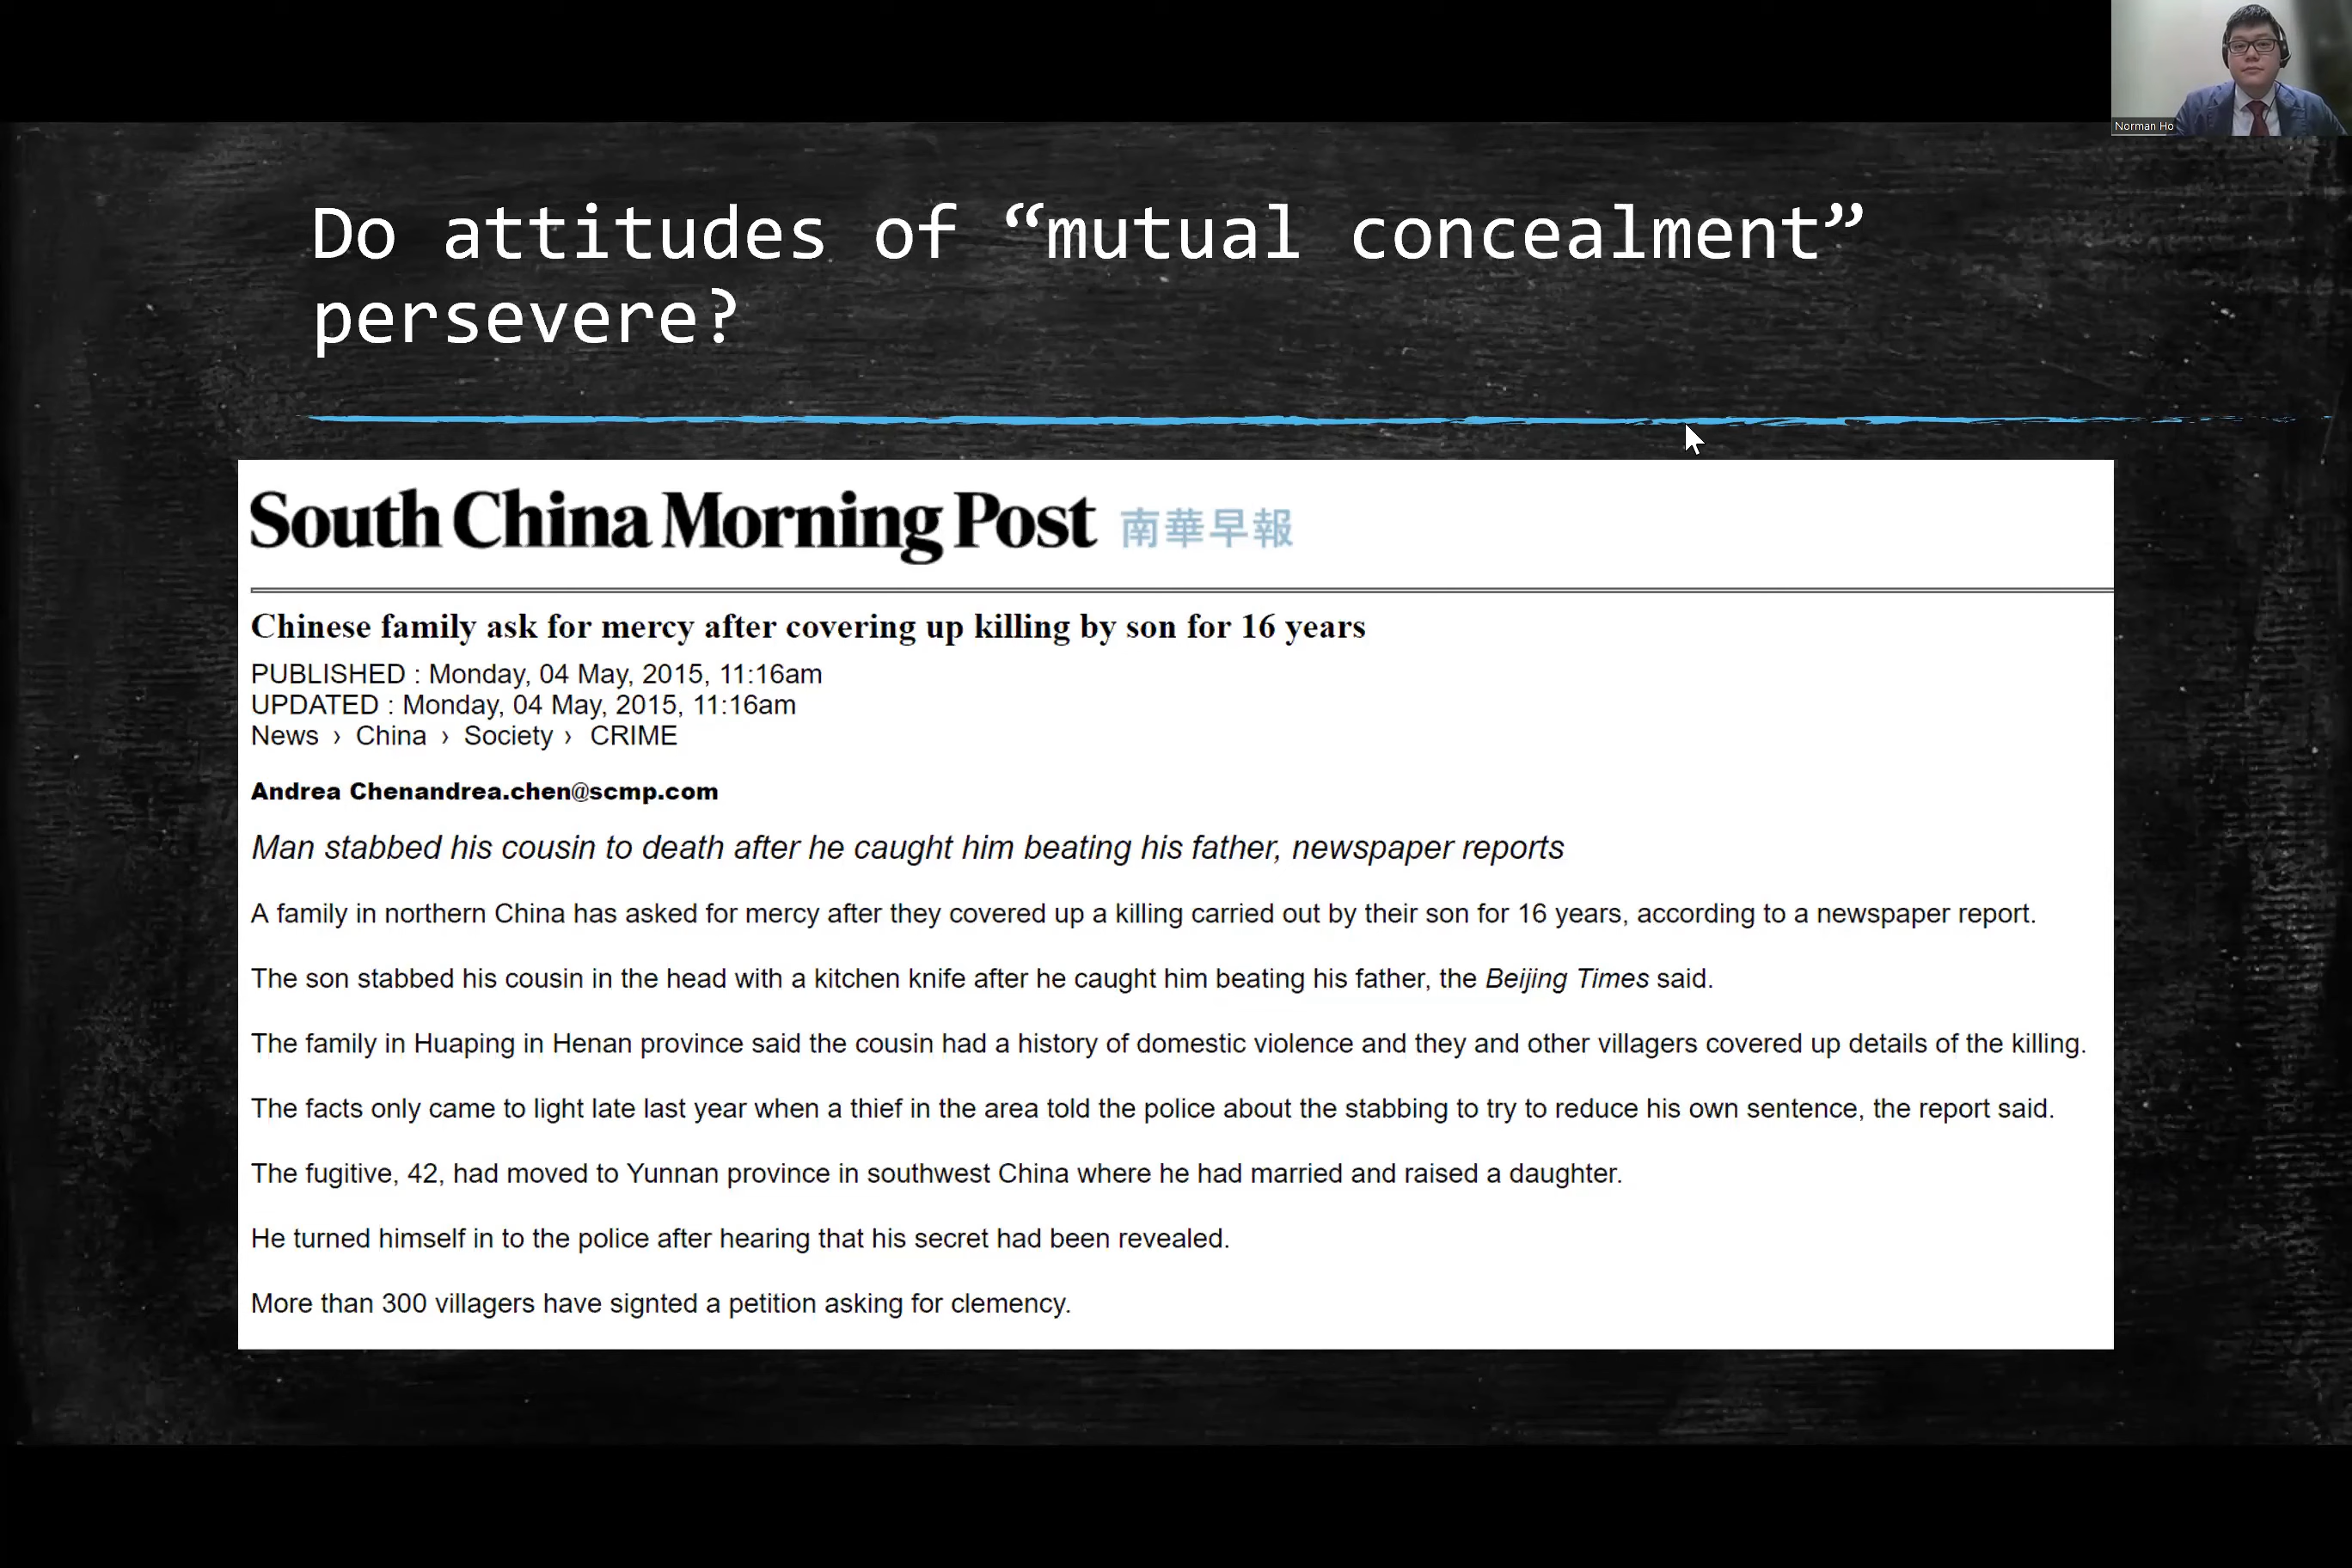 Norman Ho
Do attitudes of “mutual concealment”
persevere?
South China Morning Post 南華早報
Chinese family ask for mercy after covering up killing by son for 16 years
PUBLISHED : Monday, 04 May, 2015, 11:16am
UPDATED : Monday, 04 May, 2015, 11:16am
News › China › Society › CRIME
Andrea Chenandrea.chen@scmp.com
Man stabbed his cousin to death after he caught him beating his father, newspaper reports
A family in northern China has asked for mercy after they covered up a killing carried out by their son for 16 years, according to a newspaper report.
The son stabbed his cousin in the head with a kitchen knife after he caught him beating his father, the Beijing Times said.
The family in Huaping in Henan province said the cousin had a history of domestic violence and they and other villagers covered up details of the killing.
The facts only came to light late last year when a thief in the area told the police about the stabbing to try to reduce his own sentence, the report said.
The fugitive, 42, had moved to Yunnan province in southwest China where he had married and raised a daughter.
He turned himself in to the police after hearing that his secret had been revealed.
More than 300 villagers have signted a petition asking for clemency.